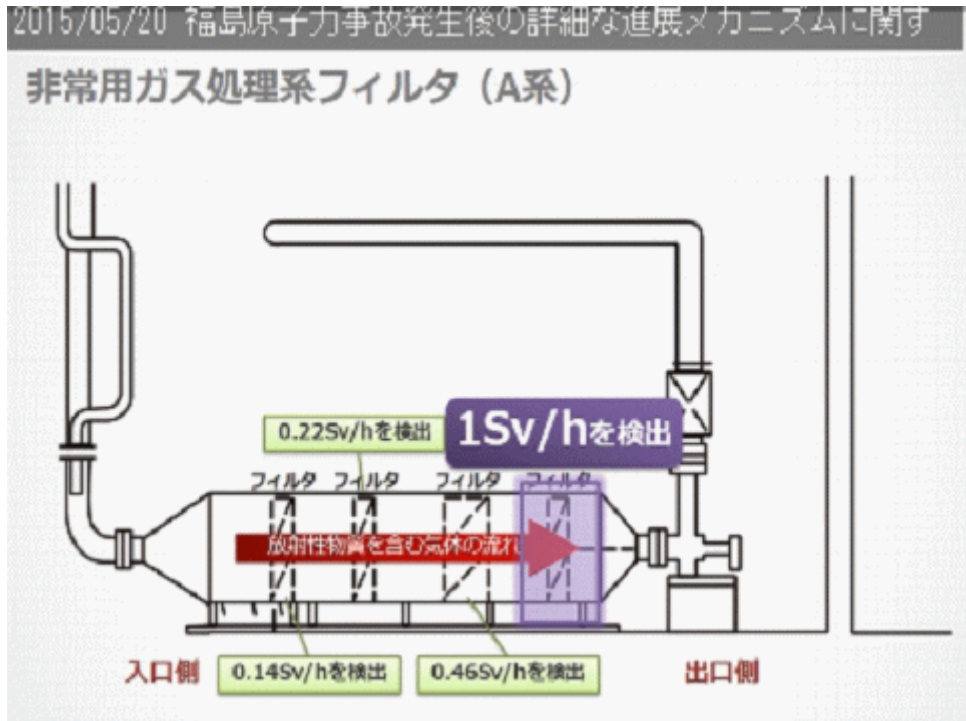 2015/05/20 福島原子力事故発生後の詳細な進展メカニズムに関す
非常用ガス処理系フィルタ（A系）
0.22Sv/hを検出
1Sv/hを検出
フィルタ フィルタ フィルタ フィルタ
放射性物質を含む気体の流れ
入口側
0.14Sv/hを検出
0.46Sv/hを検出
出口側